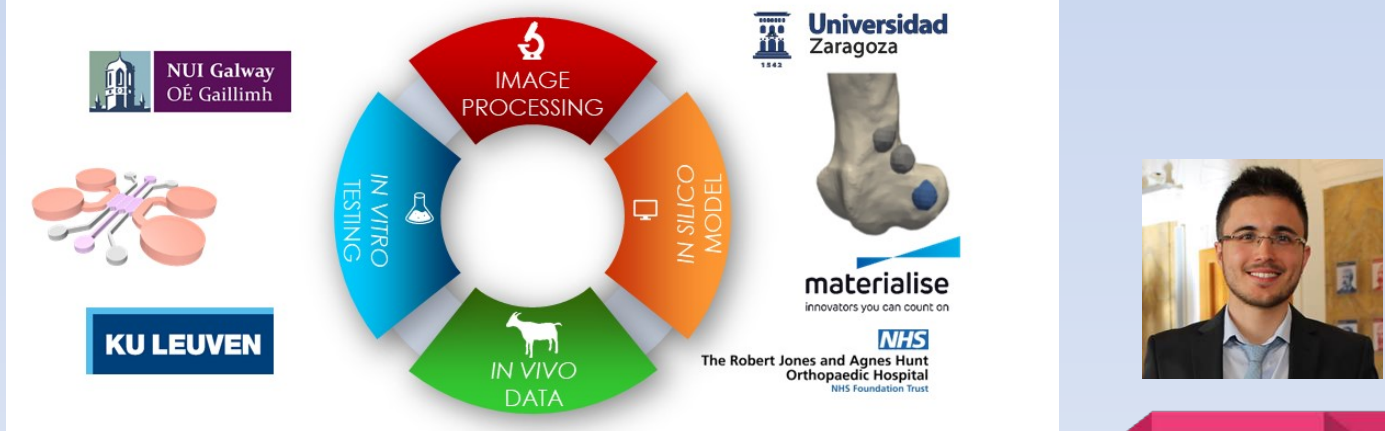 NUI Galway
OÉ Gaillimh
KU LEUVEN
IMAGE
PROCESSING
IN VITRO
TESTING
IN SILICO
MODEL
IN VIVO
DATA
Universidad
Zaragoza
1542
materialise
innovators you can count on
NHS
The Robert Jones and Agnes Hunt
Orthopaedic Hospital
NHS Foundation Trust